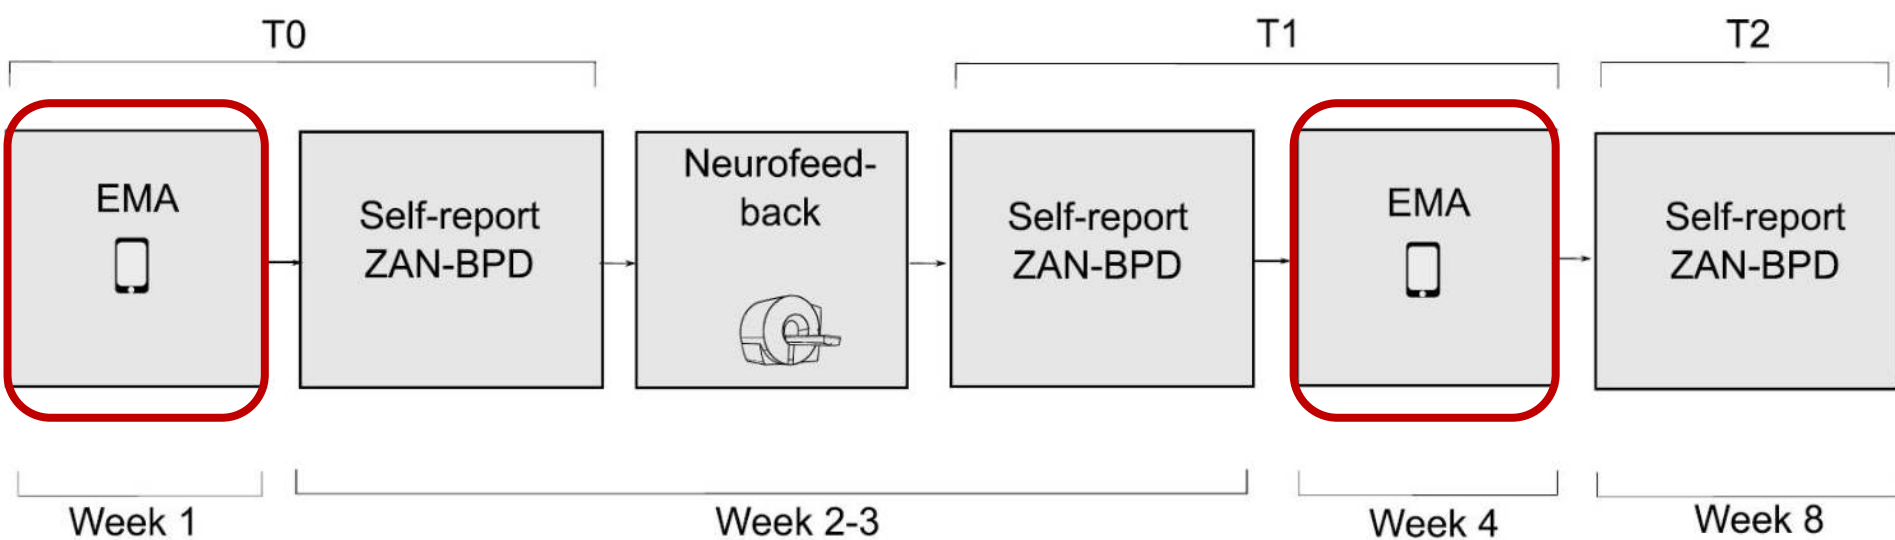 T0
T1
T2
EMA
Self-report
ZAN-BPD
Neurofeed-
back
Self-report
ZAN-BPD
EMA
Self-report
ZAN-BPD
Week 1
Week 2-3
Week 4
Week 8